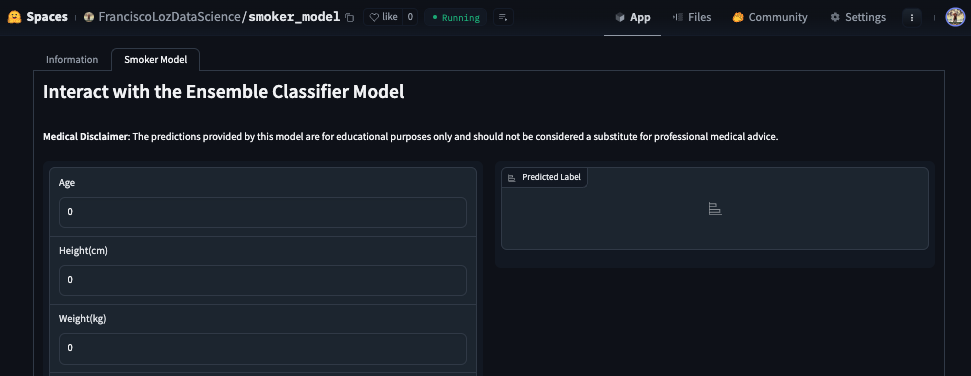 Spaces FranciscoLozDataScience/smoker_model like 0 Running App Files Community Settings
Information Smoker Model
Interact with the Ensemble Classifier Model
Medical Disclaimer: The predictions provided by this model are for educational purposes only and should not be considered a substitute for professional medical advice.
Age
0
Predicted Label
Height(cm)
0
Weight(kg)
0